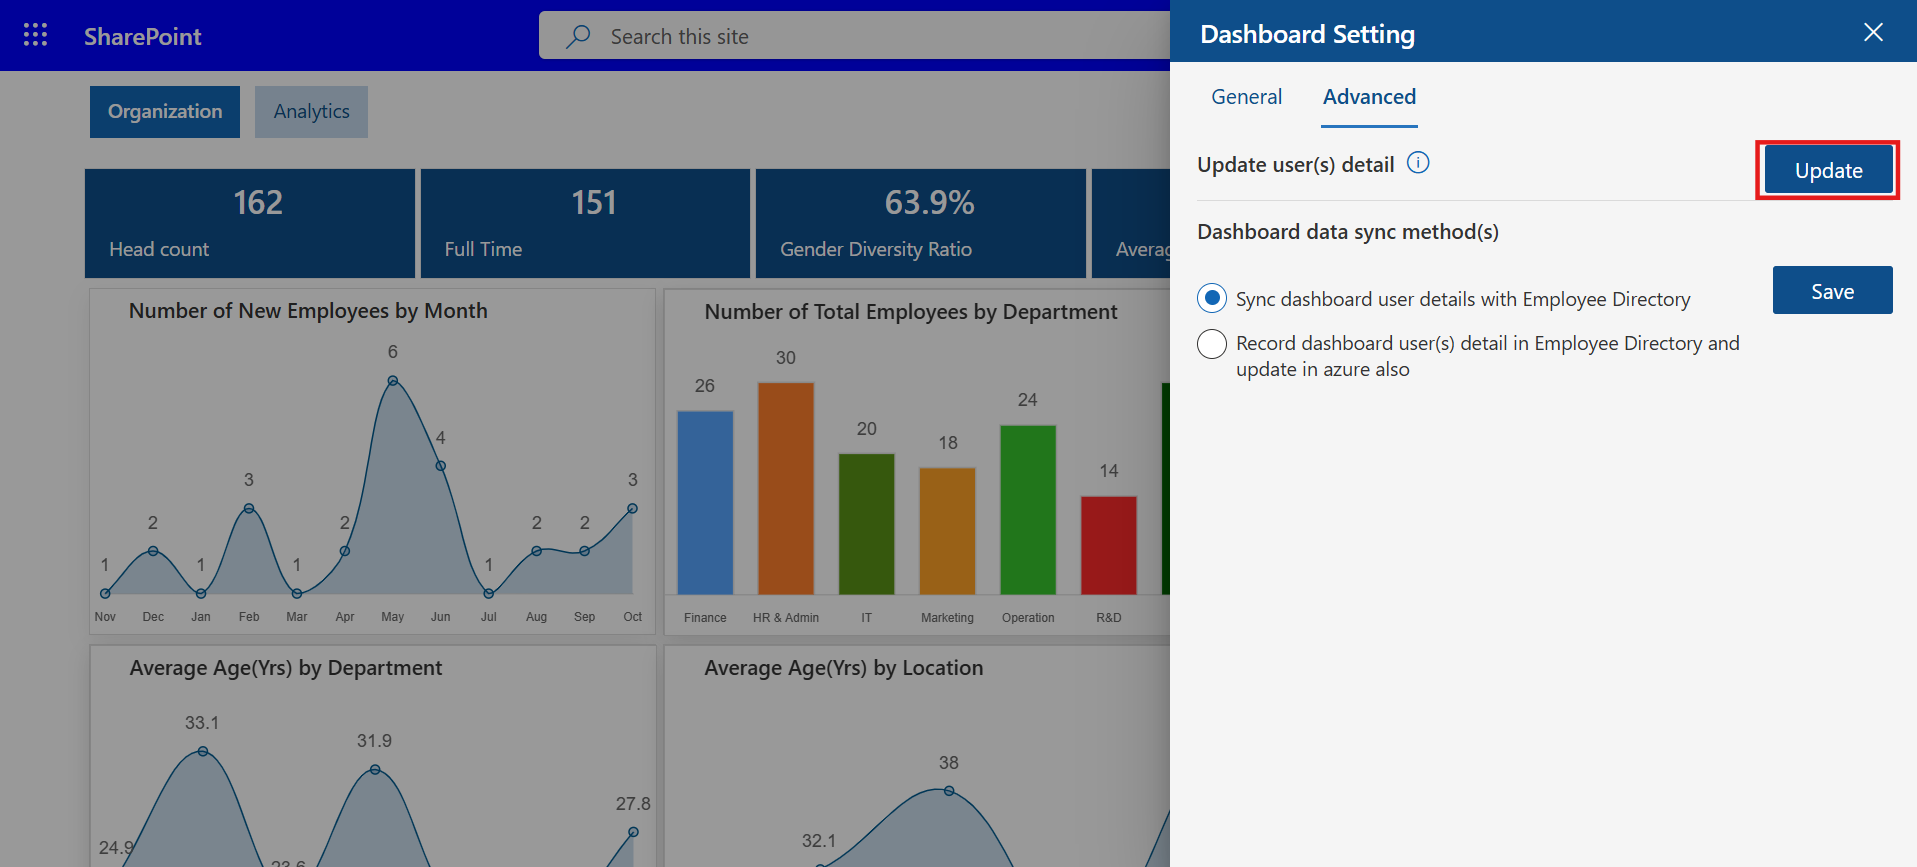 SharePoint
Search this site
Dashboard Setting
General
Advanced
Organization
Analytics
Update user(s) detail
Update
162
Head count
151
Full Time
63.9%
Gender Diversity Ratio
Dashboard data sync method(s)
Sync dashboard user details with Employee Directory
Save
Record dashboard user(s) detail in Employee Directory and
update in azure also
Number of New Employees by Month
1
2
1
3
1
2
6
4
1
2
2
3
Nov
Dec
Jan
Feb
Mar
Apr
May
Jun
Jul
Aug
Sep
Oct
Number of Total Employees by Department
26
30
20
18
24
14
Finance
HR & Admin
IT
Marketing
Operation
R&D
Average Age(Yrs) by Department
24.9
33.1
23.6
31.9
27.8
Average Age(Yrs) by Location
32.1
38